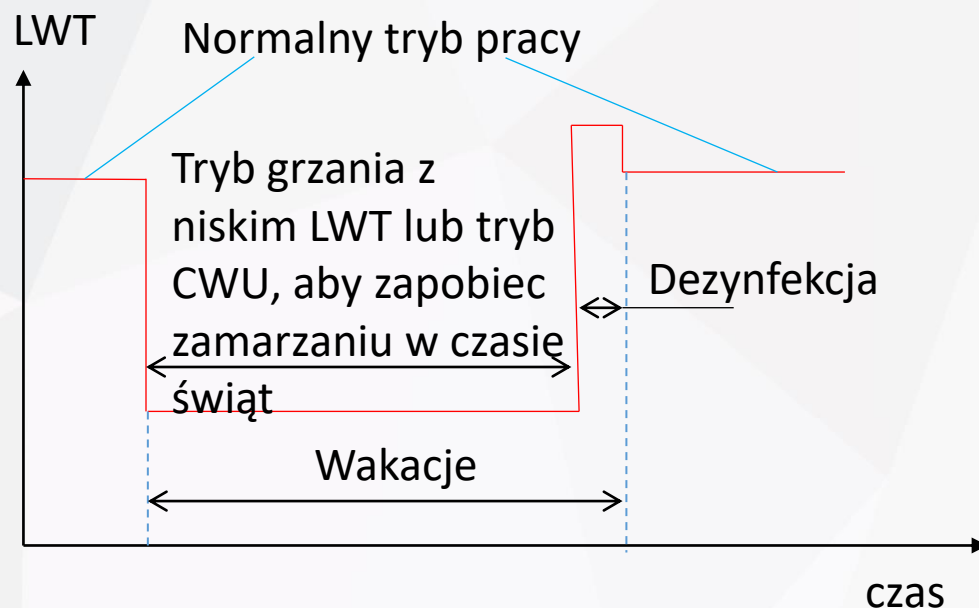 LWT
Normalny tryb pracy
Tryb grzania z
niskim LWT lub tryb
CWU, aby zapobiec
zamarzaniu w czasie
świąt
Dezynfekcja
Wakacje
czas